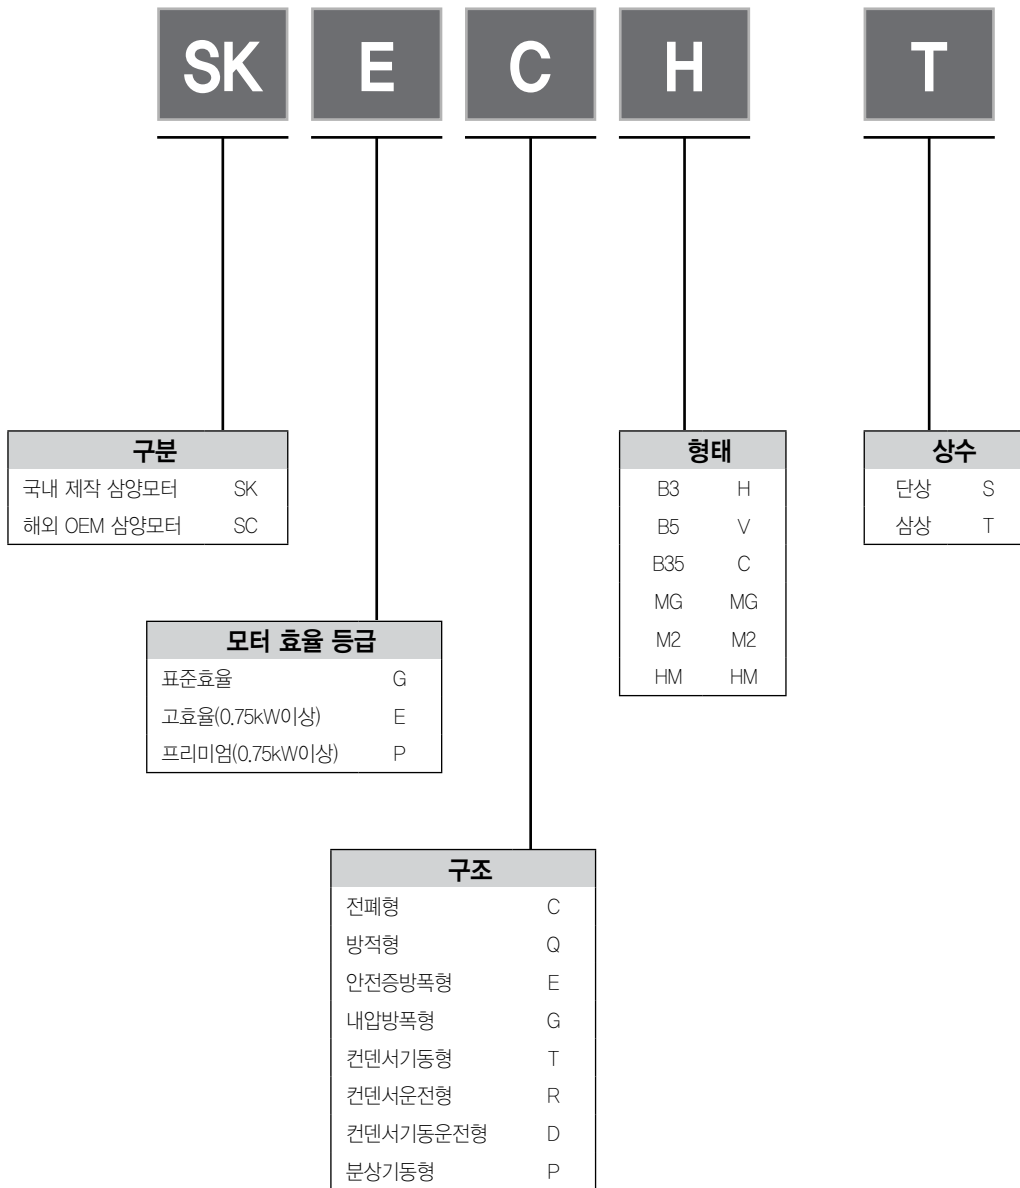 SK E C H T
구분
국내 제작 삼양모터 SK
해외 OEM 삼양모터 SC
모터 효율 등급
표준효율 G
고효율(0.75kW이상) E
프리미엄(0.75kW이상) P
구조
전폐형 C
방적형 Q
안전증방폭형 E
내압방폭형 G
컨덴서기동형 T
컨덴서운전형 R
컨덴서기동운전형 D
분상기동형 P
형태
B3 H
B5 V
B35 C
MG MG
M2 M2
HM HM
상수
단상 S
삼상 T